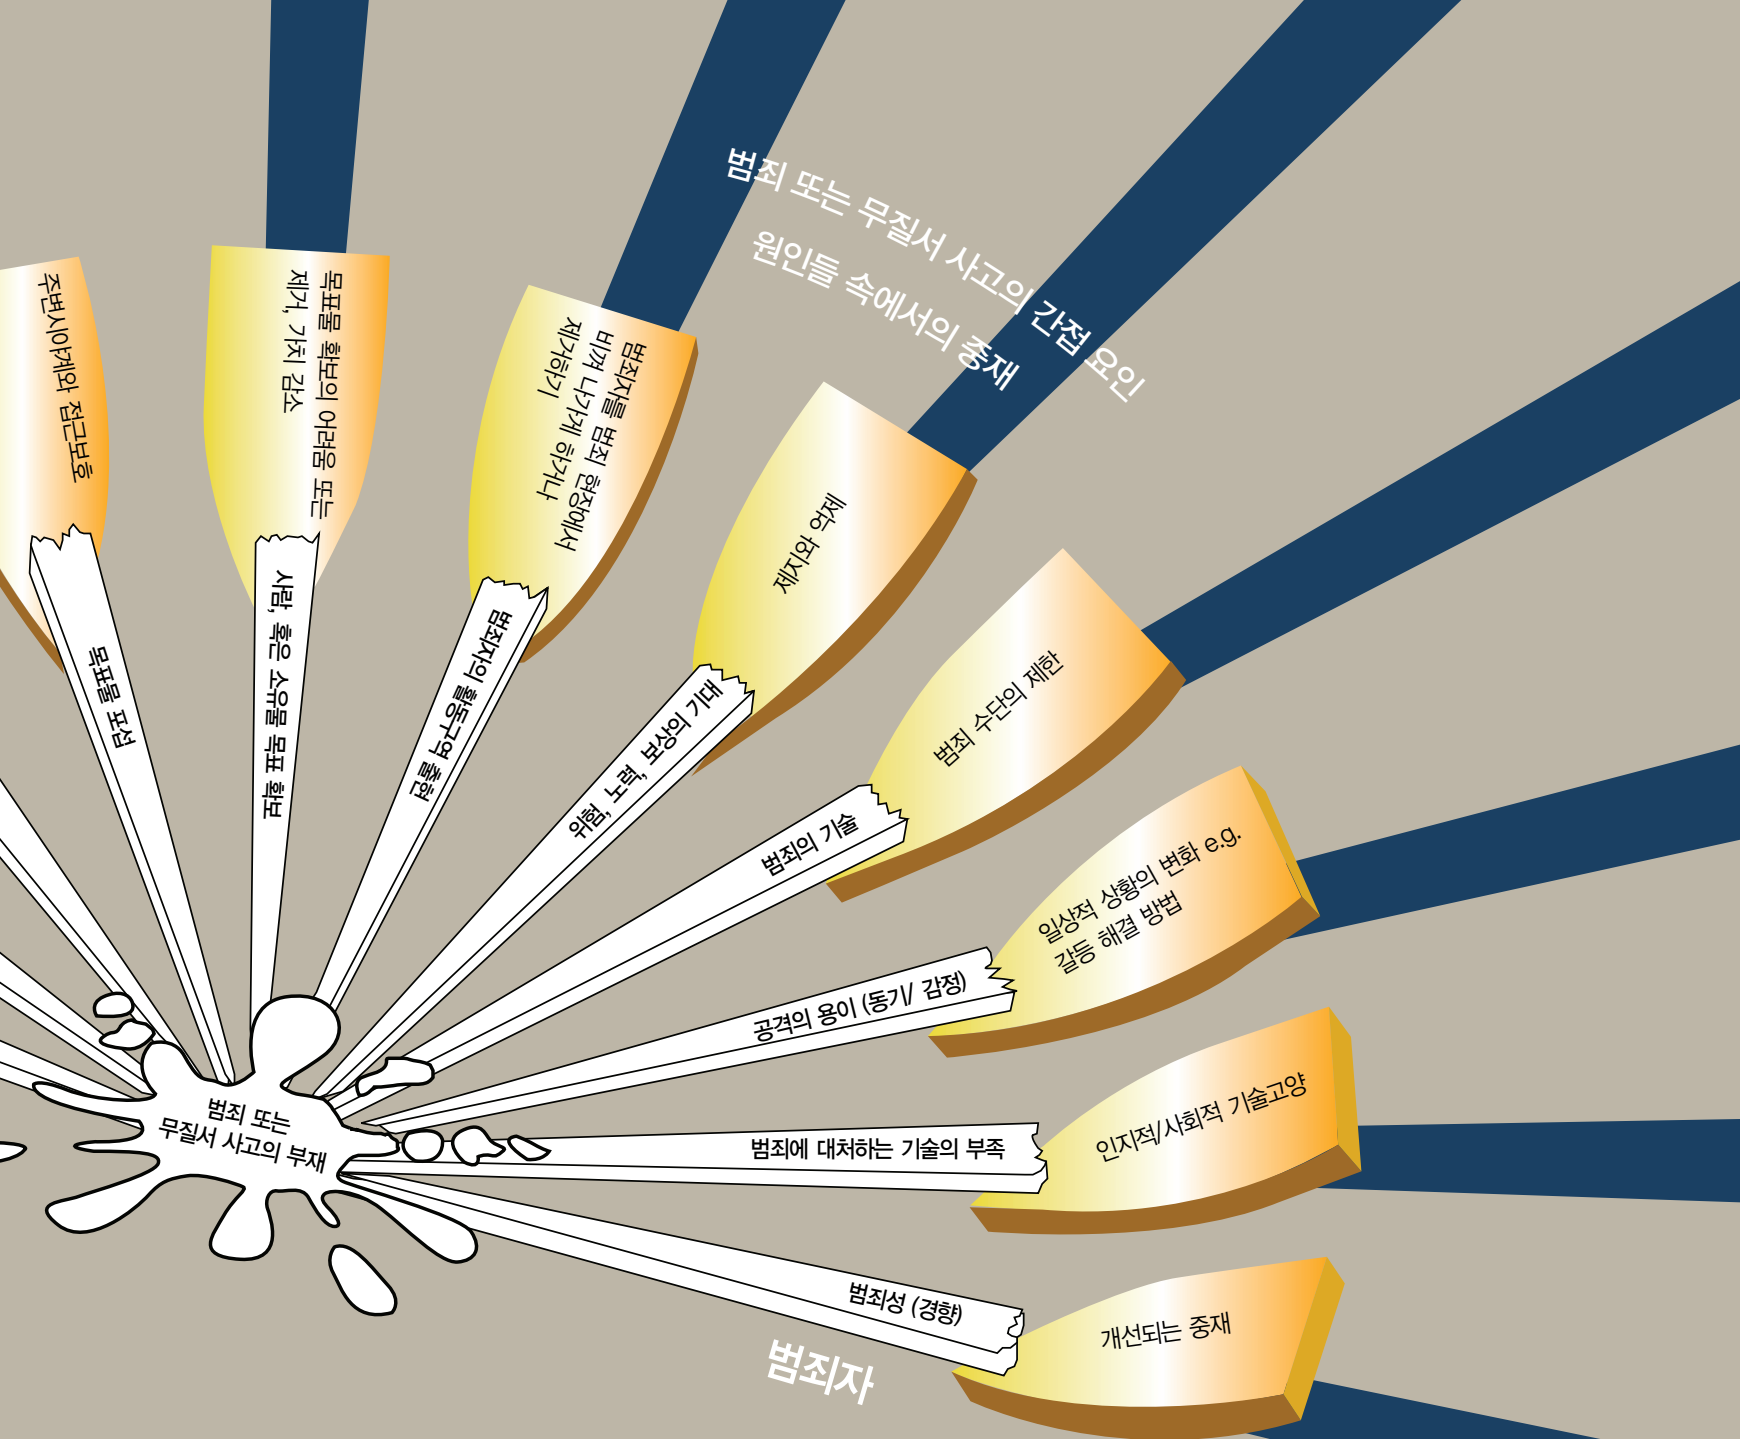 범죄 또는 무질서 사고의 간접 요인
원인들 속에서의 중재
주변시야계와 접근보호
목표물 포섭
목표물 확보의 어려움 또는
제거, 가치 감소
사람, 혹은 소유물 목표 확보
범죄자를 범죄 현장에서
비껴 나가게 하거나
제거하기
범죄자의 활동구역 출현
제지와 억제
위험, 노력, 보상의 기대
범죄 수단의 제한
범죄의 기술
일상적 상황의 변화 e.g.
갈등 해결 방법
공격의 용이 (동기/ 감정)
인지적/사회적 기술고양
범죄에 대처하는 기술의 부족
개선되는 중재
범죄성 (경향)
범죄자
범죄 또는
무질서 사고의 부재